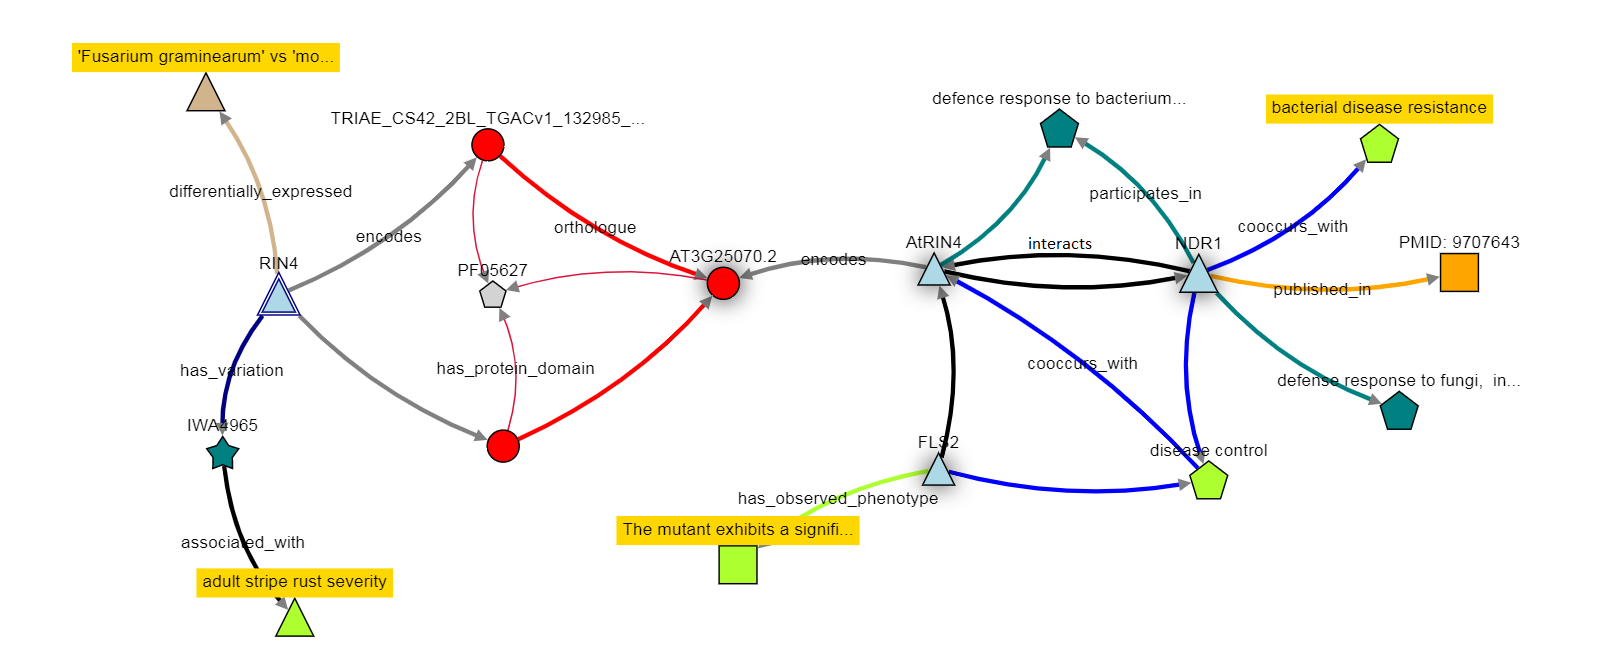 'Fusarium graminearum' vs 'mo...
TRIAE_CS42_2BL_TGACv1_132985_...
defence response to bacterium...
bacterial disease resistance
differentially_expressed
participates_in
encodes
orthologue
cooccurs_with
RIN4
PF05627
AT3G25070.2
encodes
AtRIN4
interacts
NDR1
PMID: 9707643
published_in
has_variation
has_protein_domain
cooccurs_with
defense response to fungi, in...
IWA4965
FLS2
disease control
has_observed_phenotype
The mutant exhibits a signifi...
associated_with
adult stripe rust severity